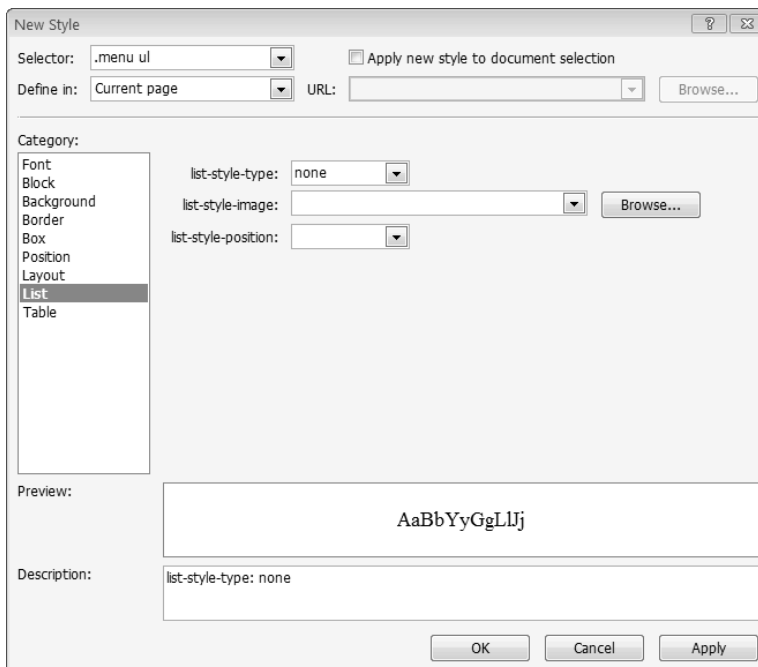 New Style
Selector: .menu ul Apply new style to document selection
Define in: Current page URL: Browse...
Category:
Font
Block
Background
Border
Box
Position
Layout
List
Table
list-style-type: none
list-style-image: Browse...
list-style-position:
Preview:
AaBbYyGgLlJj
Description:
list-style-type: none
OK Cancel Apply